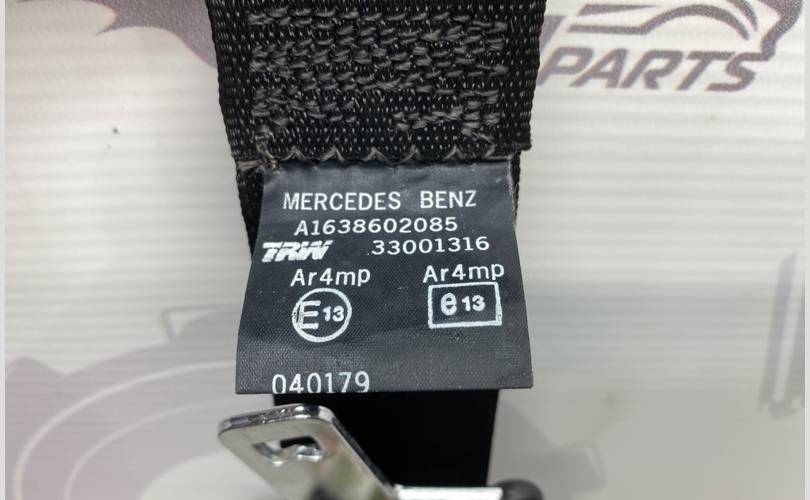 PARTS
MERCEDES BENZ
A1638602085
TRW 33001316
Ar4mp Ar4mp
E13 e13
040179